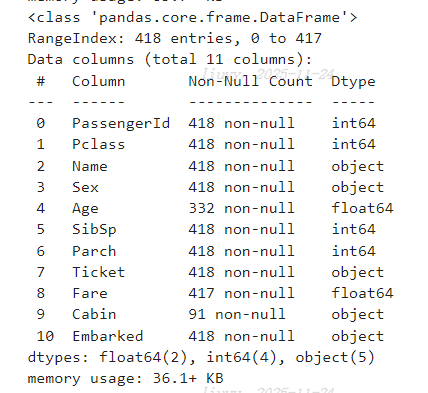 <class 'pandas.core.frame.DataFrame'>
RangeIndex: 418 entries, 0 to 417
Data columns (total 11 columns):
 #   Column       Non-Null Count  Dtype
---  ------       --------------  -----
 0   PassengerId  418 non-null    int64
 1   Pclass       418 non-null    int64
 2   Name         418 non-null    object
 3   Sex          418 non-null    object
 4   Age          332 non-null    float64
 5   SibSp        418 non-null    int64
 6   Parch        418 non-null    int64
 7   Ticket       418 non-null    object
 8   Fare         417 non-null    float64
 9   Cabin        91 non-null     object
 10  Embarked     418 non-null    object
dtypes: float64(2), int64(4), object(5)
memory usage: 36.1+ KB